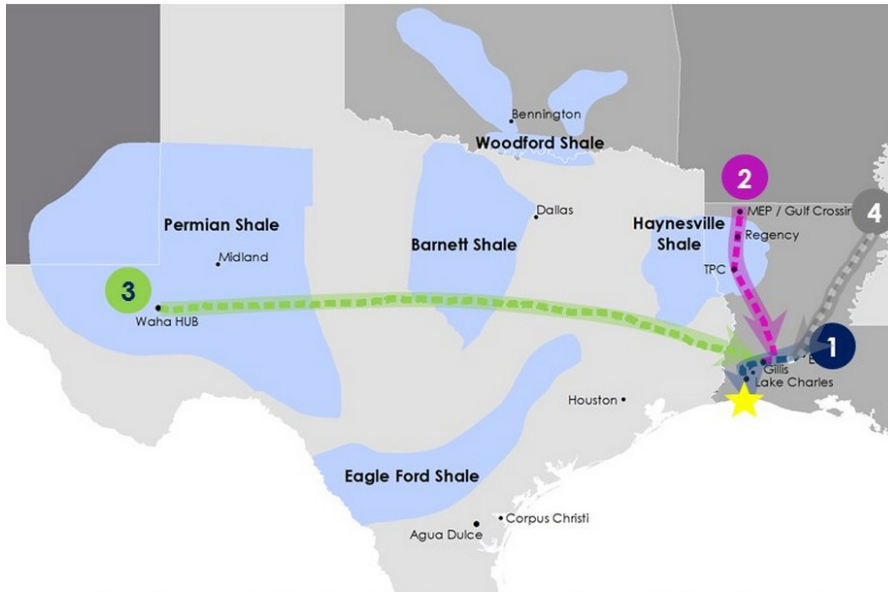 Bennington
Woodford Shale
2
4
MEP / Gulf Crossin
Dallas
Permian Shale
Haynesville
Shale
Barnett Shale
Regency
Midland
TPC
3
Waha HUB
1
Gillis
Lake Charles
Houston
Eagle Ford Shale
Corpus Christi
Agua Dulce